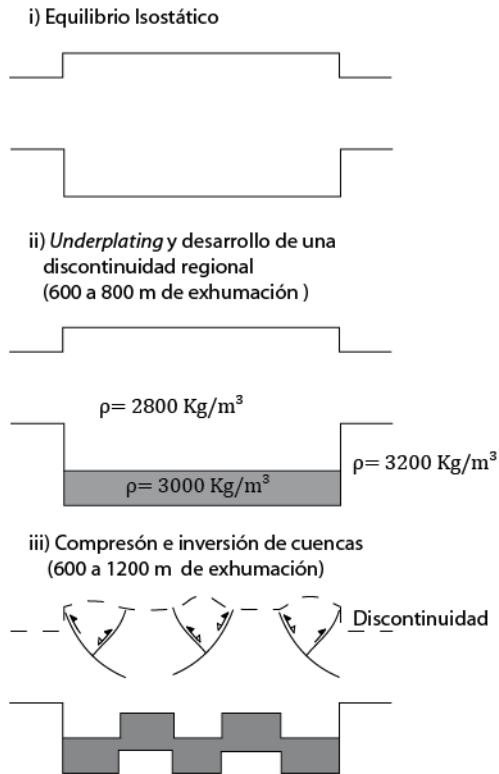 i) Equilibrio Isostático
ii) Underplating y desarrollo de una
discontinuidad regional
(600 a 800 m de exhumación )
ρ= 2800 Kg/m³
ρ= 3200 Kg/m³
ρ= 3000 Kg/m³
iii) Compresón e inversión de cuencas
(600 a 1200 m de exhumación)
Discontinuidad